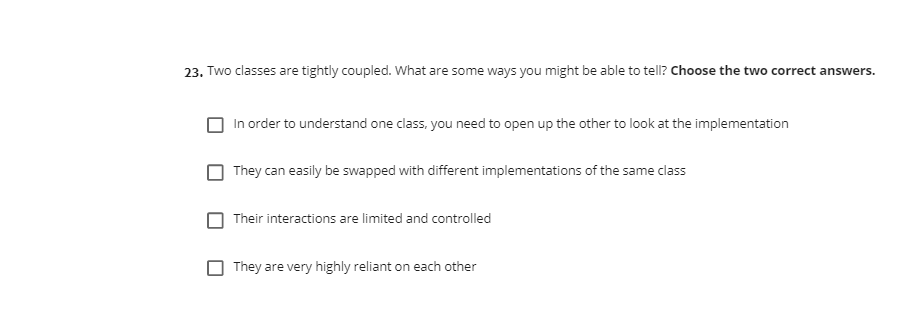 23. Two classes are tightly coupled. What are some ways you might be able to tell? Choose the two correct answers.
In order to understand one class, you need to open up the other to look at the implementation
They can easily be swapped with different implementations of the same class
Their interactions are limited and controlled
They are very highly reliant on each other